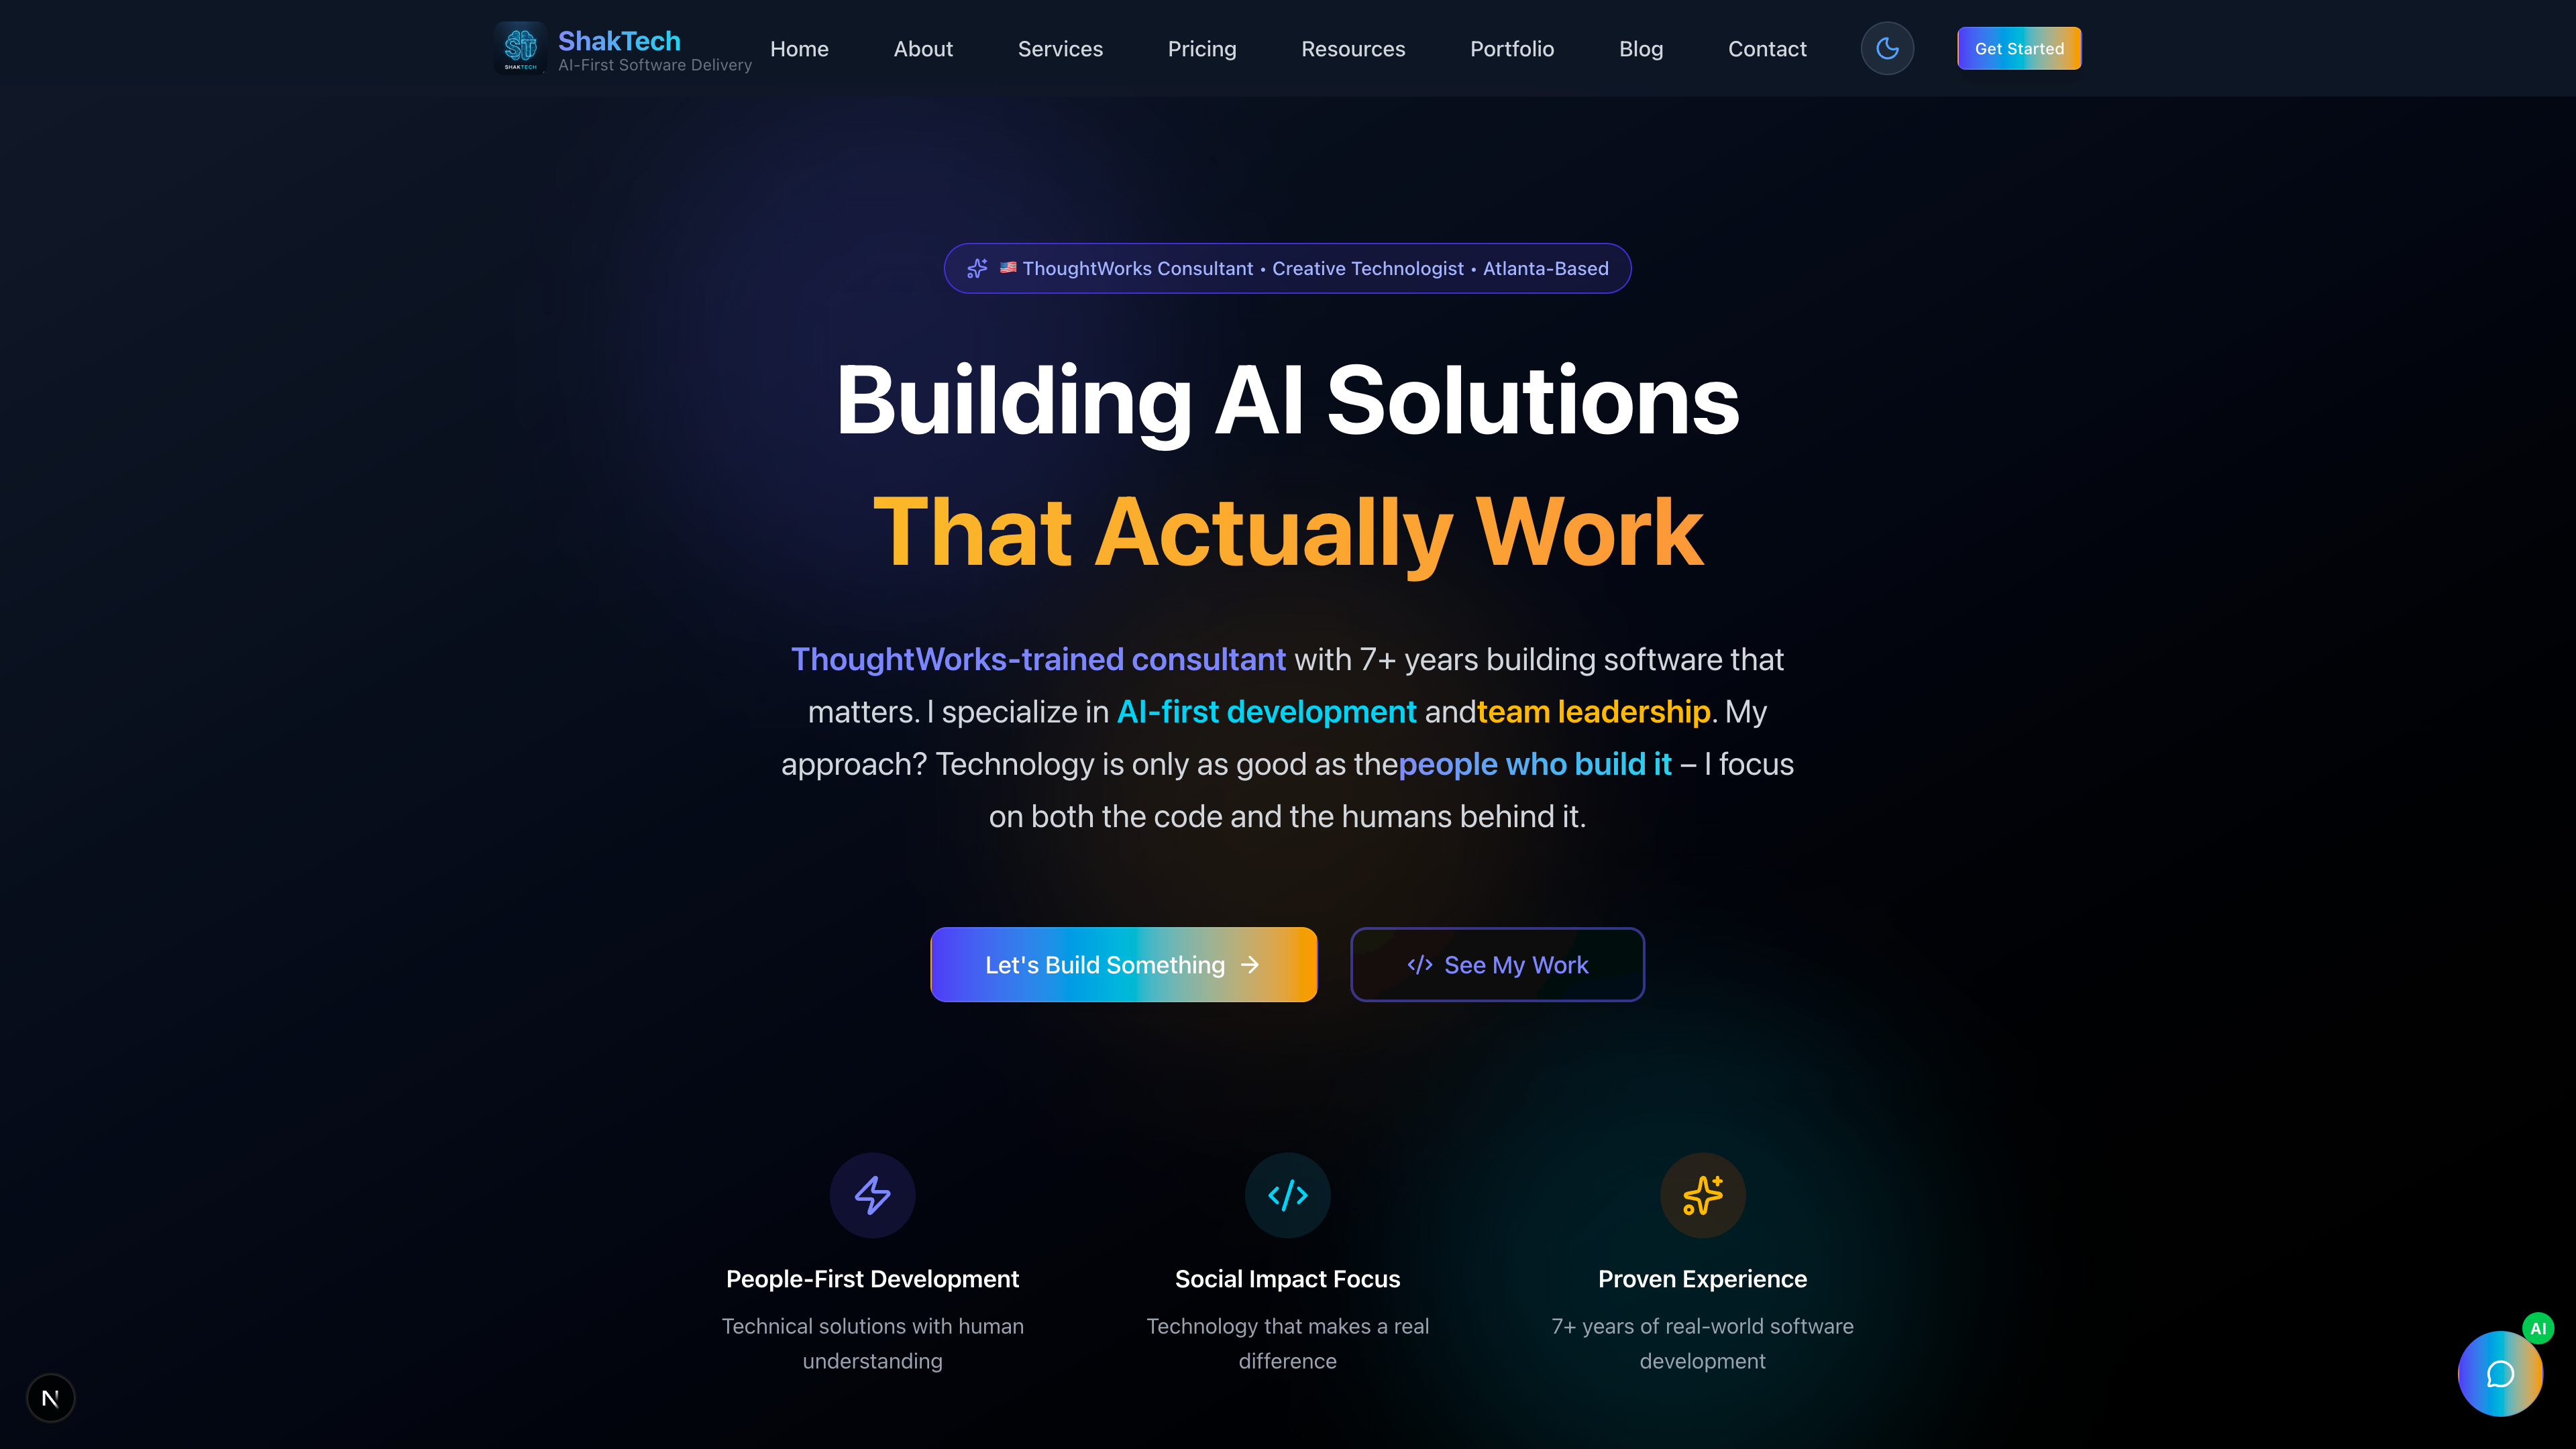 SHAKTECH
ShakTech
AI-First Software Delivery
Home
About
Services
Pricing
Resources
Portfolio
Blog
Contact
Get Started
🇺🇸 ThoughtWorks Consultant • Creative Technologist • Atlanta-Based
Building AI Solutions
That Actually Work
ThoughtWorks-trained consultant with 7+ years building software that
matters. I specialize in AI-first development andteam leadership. My
approach? Technology is only as good as thepeople who build it – I focus
on both the code and the humans behind it.
Let's Build Something →
</> See My Work
People-First Development
Technical solutions with human
understanding
Social Impact Focus
Technology that makes a real
difference
Proven Experience
7+ years of real-world software
development
AI
N